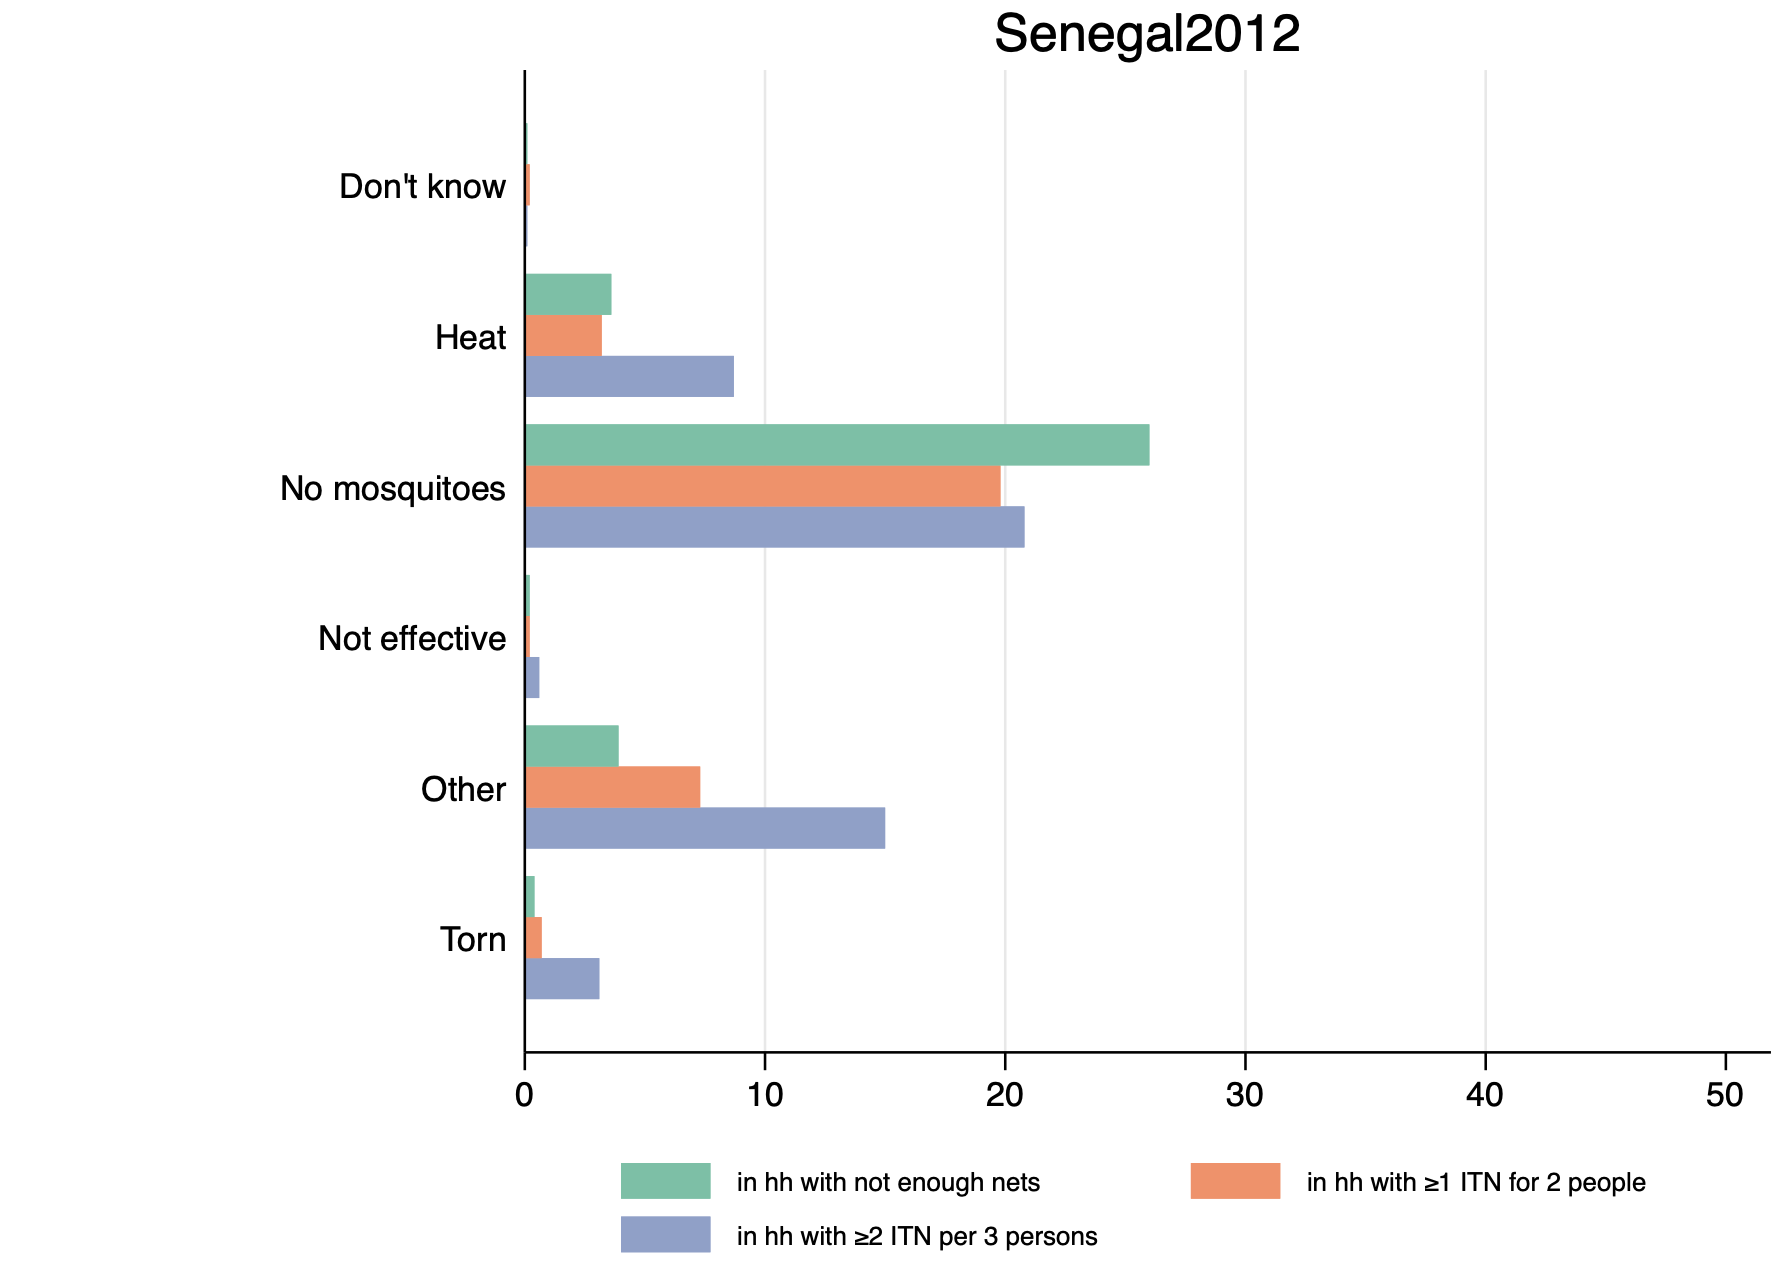 Senegal2012
Don't know
Heat
No mosquitoes
Not effective
Other
Torn
0 10 20 30 40 50
in hh with not enough nets in hh with ≥1 ITN for 2 people
in hh with ≥2 ITN per 3 persons